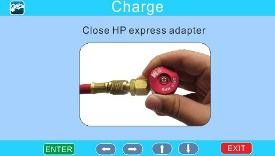 Charge
Close HP express adapter
ENTER
EXIT